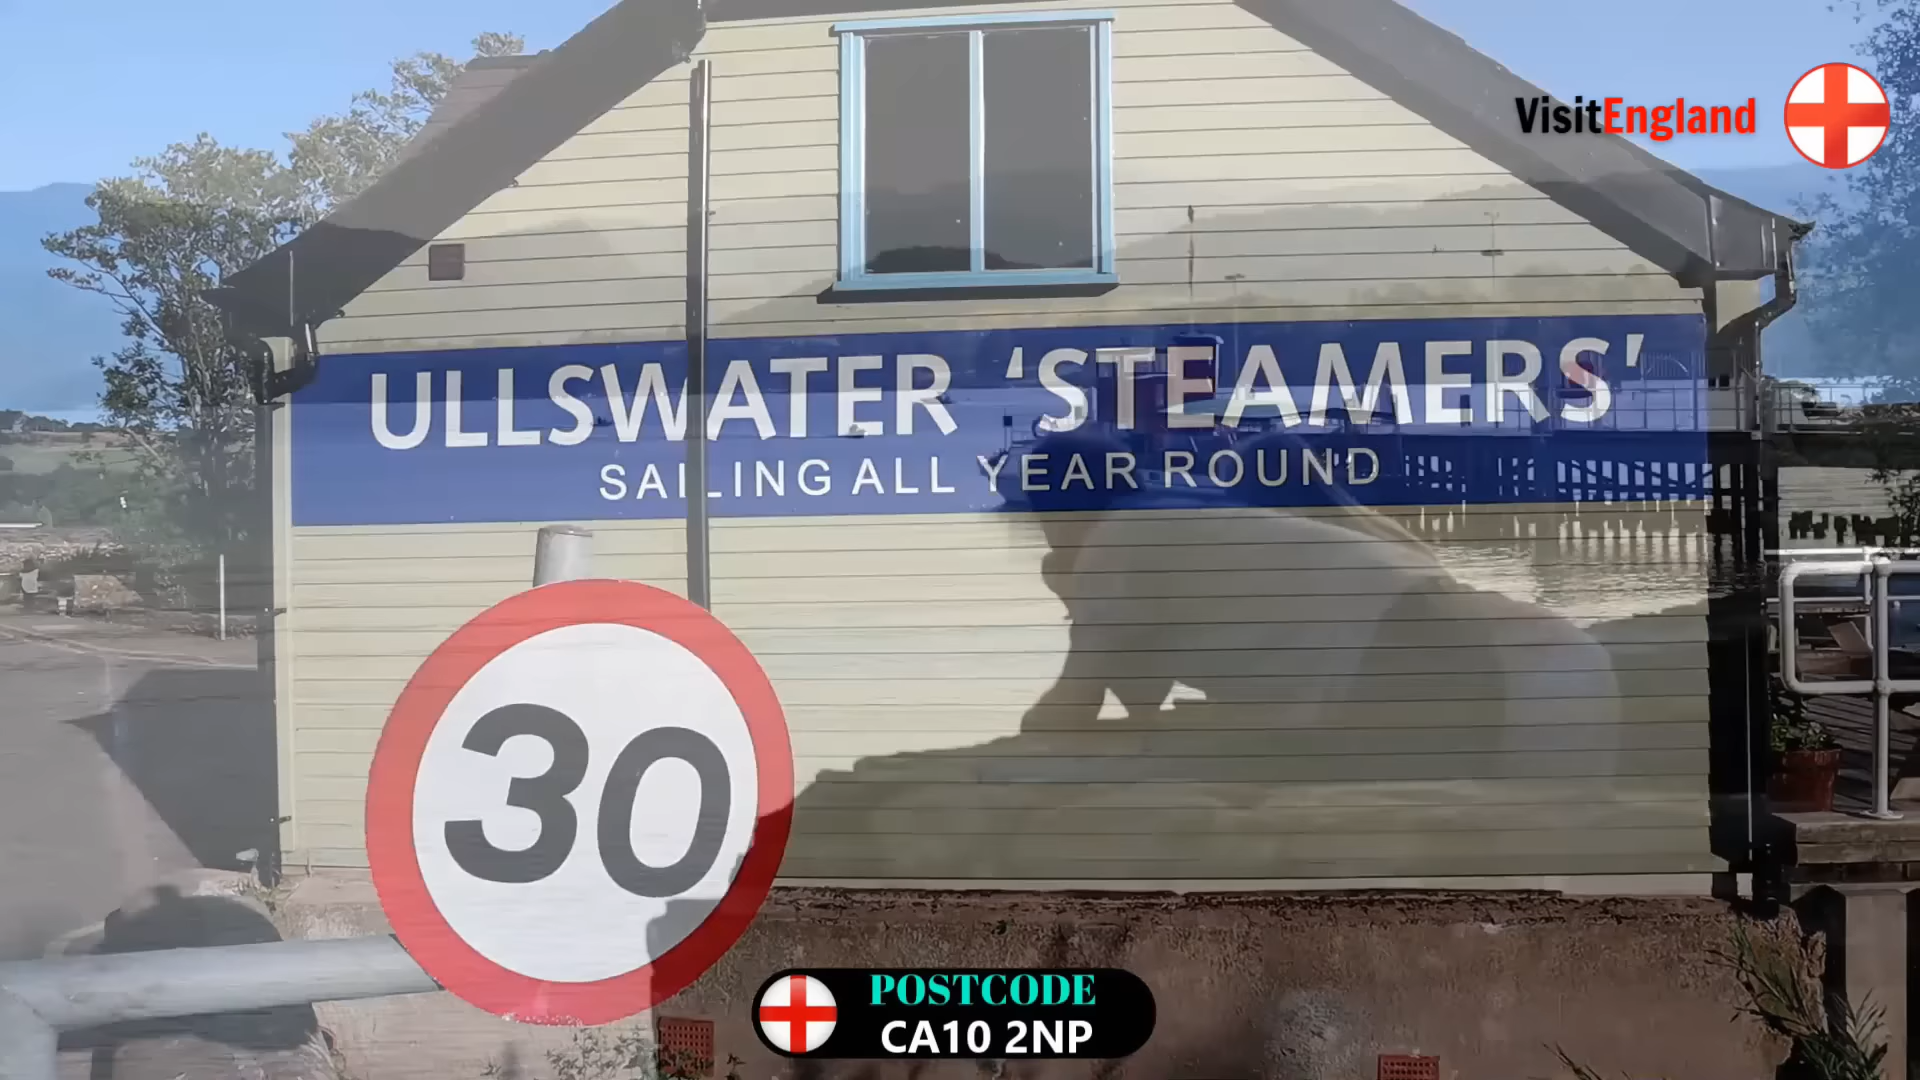 VisitEngland
ULLSWATER 'STEAMERS'
SAILING ALL YEAR ROUND
30
POSTCODE
CA10 2NP